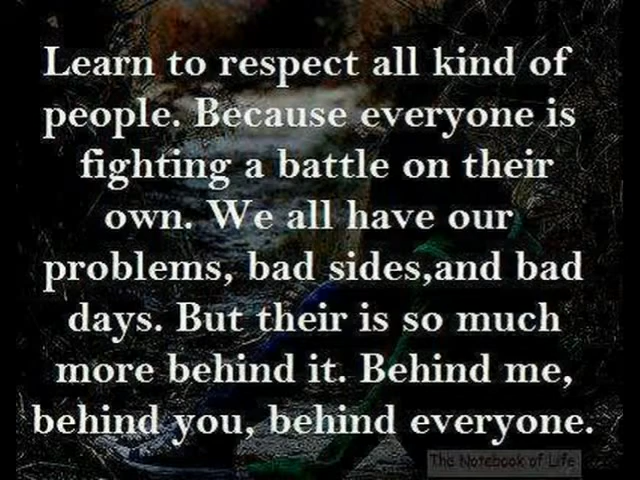 Learn to respect all kind of
people. Because everyone is
fighting a battle on their
own. We all have our
problems, bad sides,and bad
days. But their is so much
more behind it. Behind me,
behind you, behind everyone.
The Notebook of Life